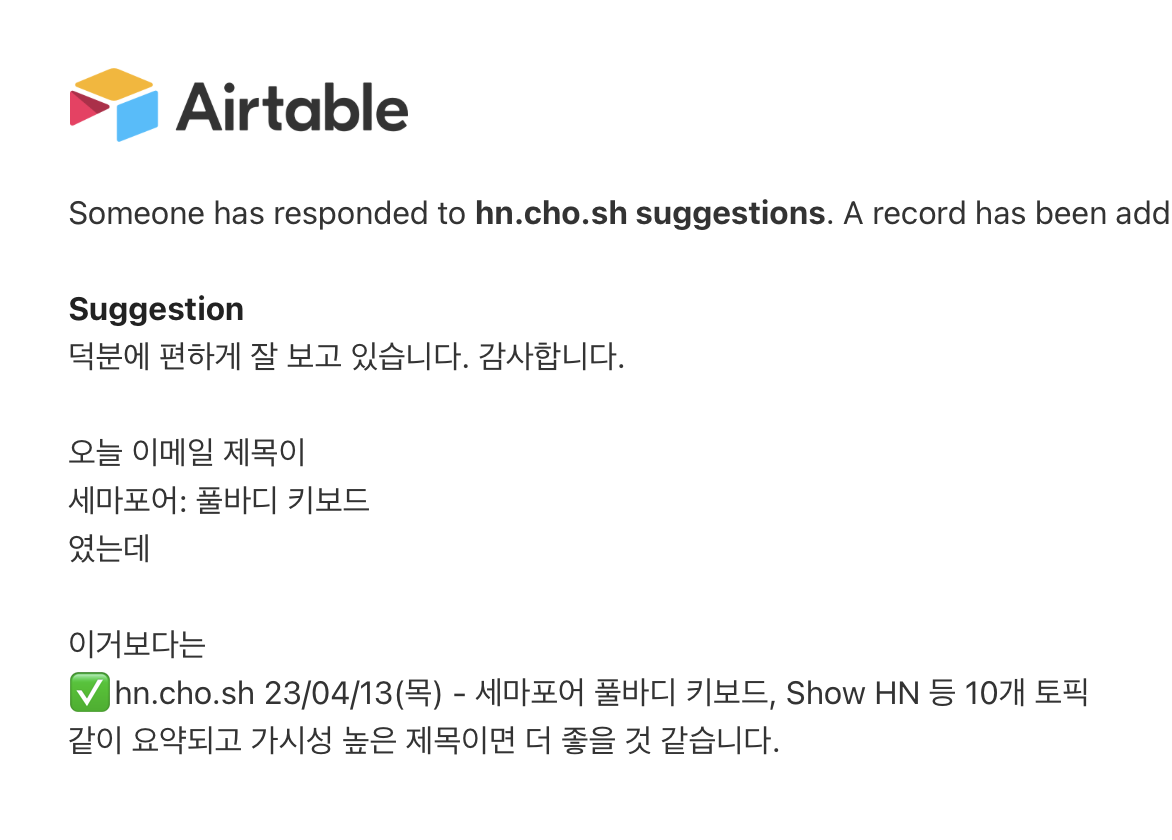 Airtable
Someone has responded to hn.cho.sh suggestions. A record has been add
Suggestion
덕분에 편하게 잘 보고 있습니다. 감사합니다.
오늘 이메일 제목이
세마포어: 풀바디 키보드
였는데
이거보다는
✅hn.cho.sh 23/04/13(목) - 세마포어 풀바디 키보드, Show HN 등 10개 토픽
같이 요약되고 가시성 높은 제목이면 더 좋을 것 같습니다.